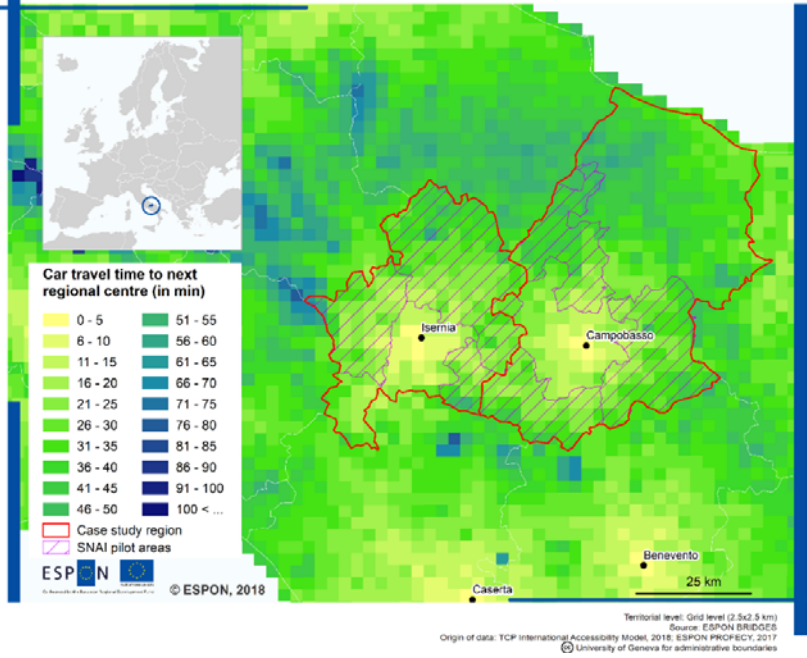 Car travel time to next
regional centre (in min)
0 - 5
6 - 10
11 - 15
16 - 20
21 - 25
26 - 30
31 - 35
36 - 40
41 - 45
46 - 50
51 - 55
56 - 60
61 - 65
66 - 70
71 - 75
76 - 80
81 - 85
86 - 90
91 - 100
100 < ...
Case study region
SNAI pilot areas
ESPON
© ESPON, 2018
Isernia
Campobasso
Benevento
Caserta
25 km
Territorial level: Grid level (2.5x2.5 km)
Source: ESPON BRIDGES
Origin of data: TCP International Accessibility Model, 2018; ESPON PROFECY, 2017
University of Geneva for administrative boundaries